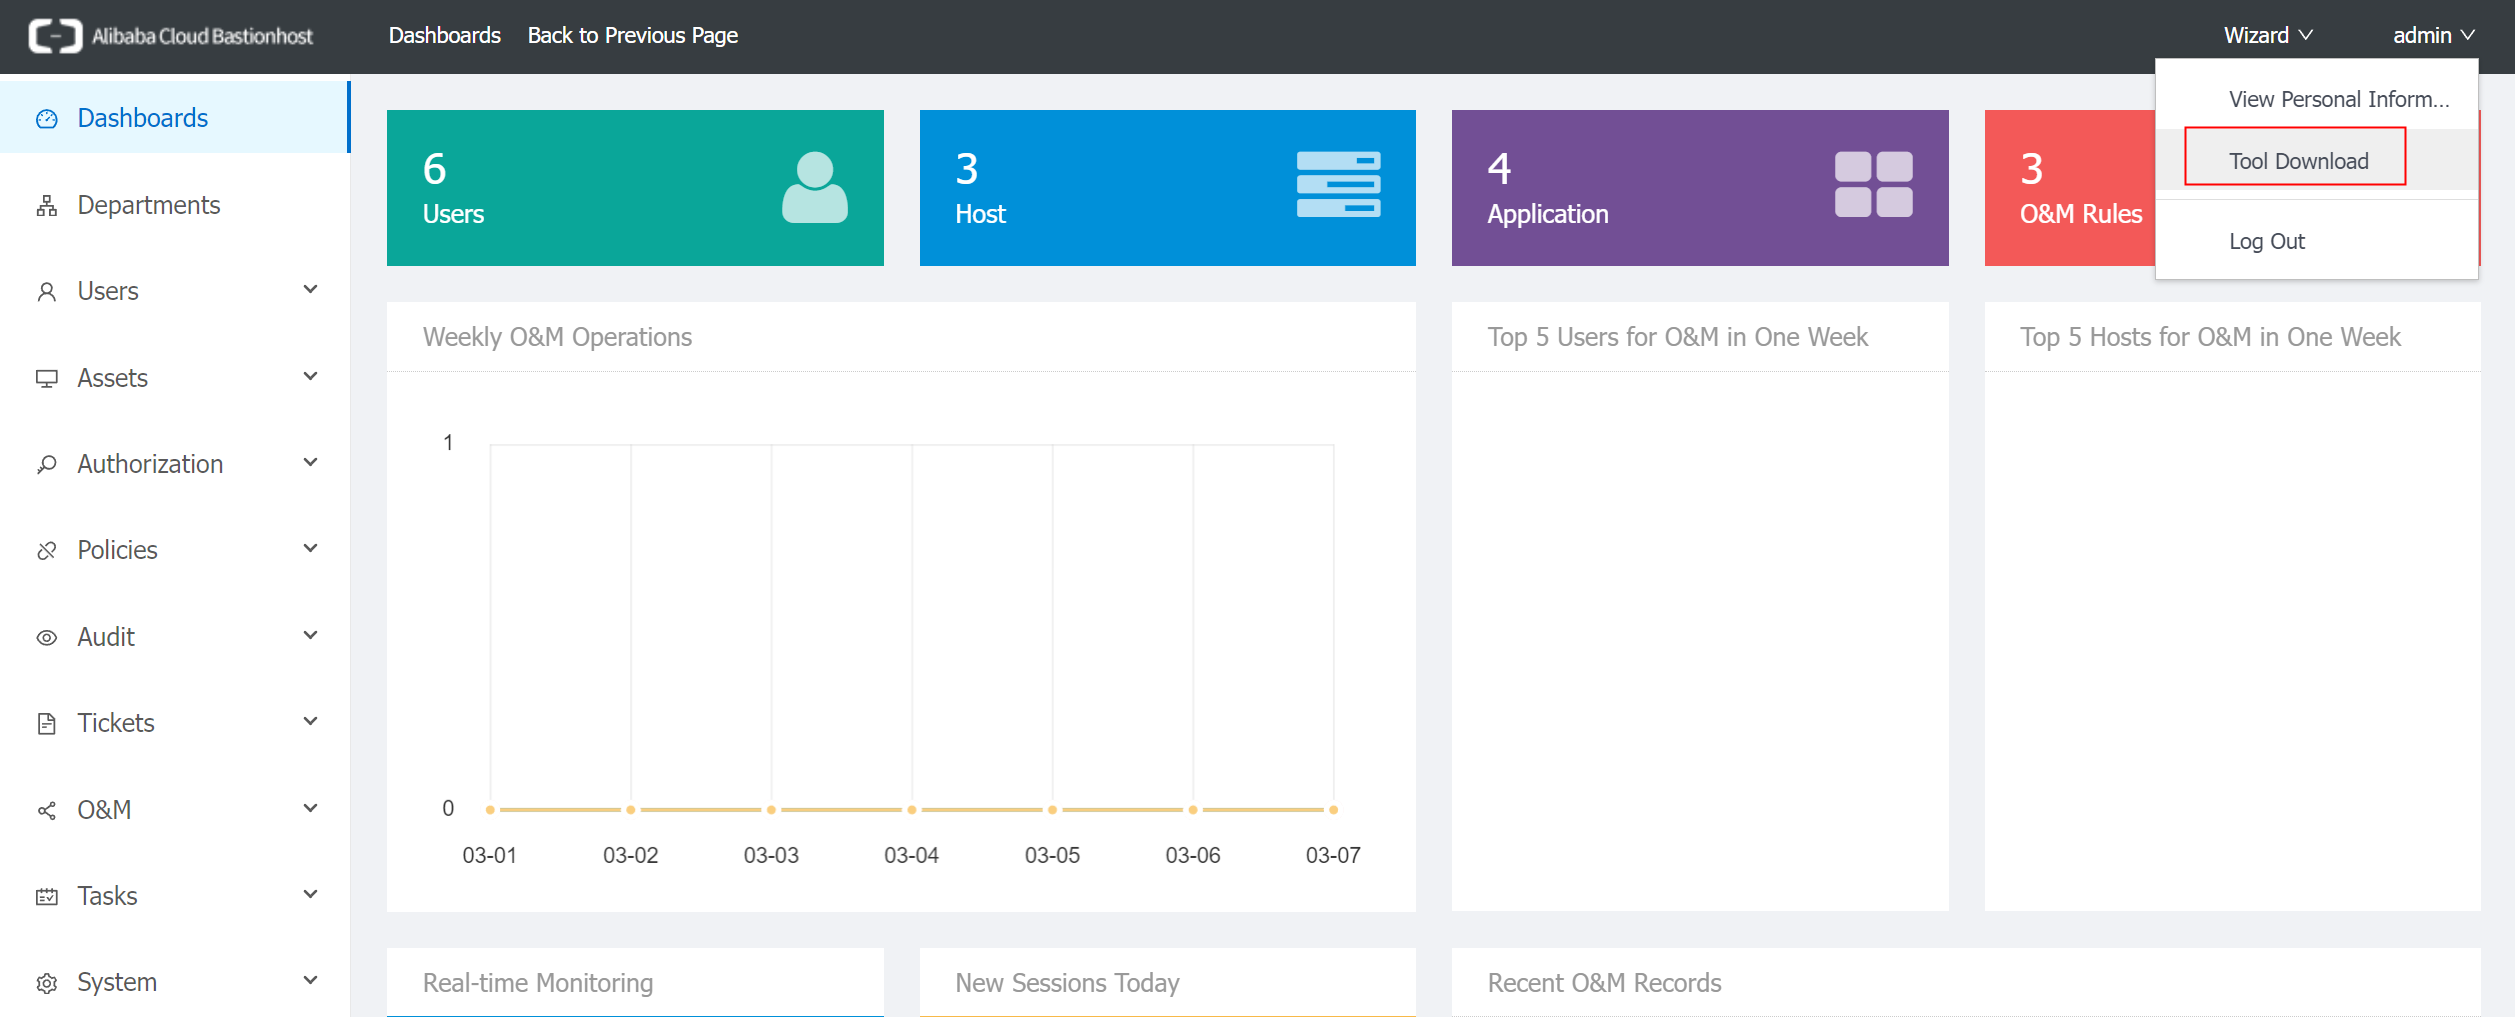 Alibaba Cloud Bastionhost
Dashboards
Back to Previous Page
Wizard
admin
View Personal Inform...
Tool Download
Log Out
Dashboards
Departments
Users
Assets
Authorization
Policies
Audit
Tickets
O&M
Tasks
System
6
Users
3
Host
4
Application
3
O&M Rules
Weekly O&M Operations
1
0
03-01
03-02
03-03
03-04
03-05
03-06
03-07
Top 5 Users for O&M in One Week
Top 5 Hosts for O&M in One Week
Real-time Monitoring
New Sessions Today
Recent O&M Records